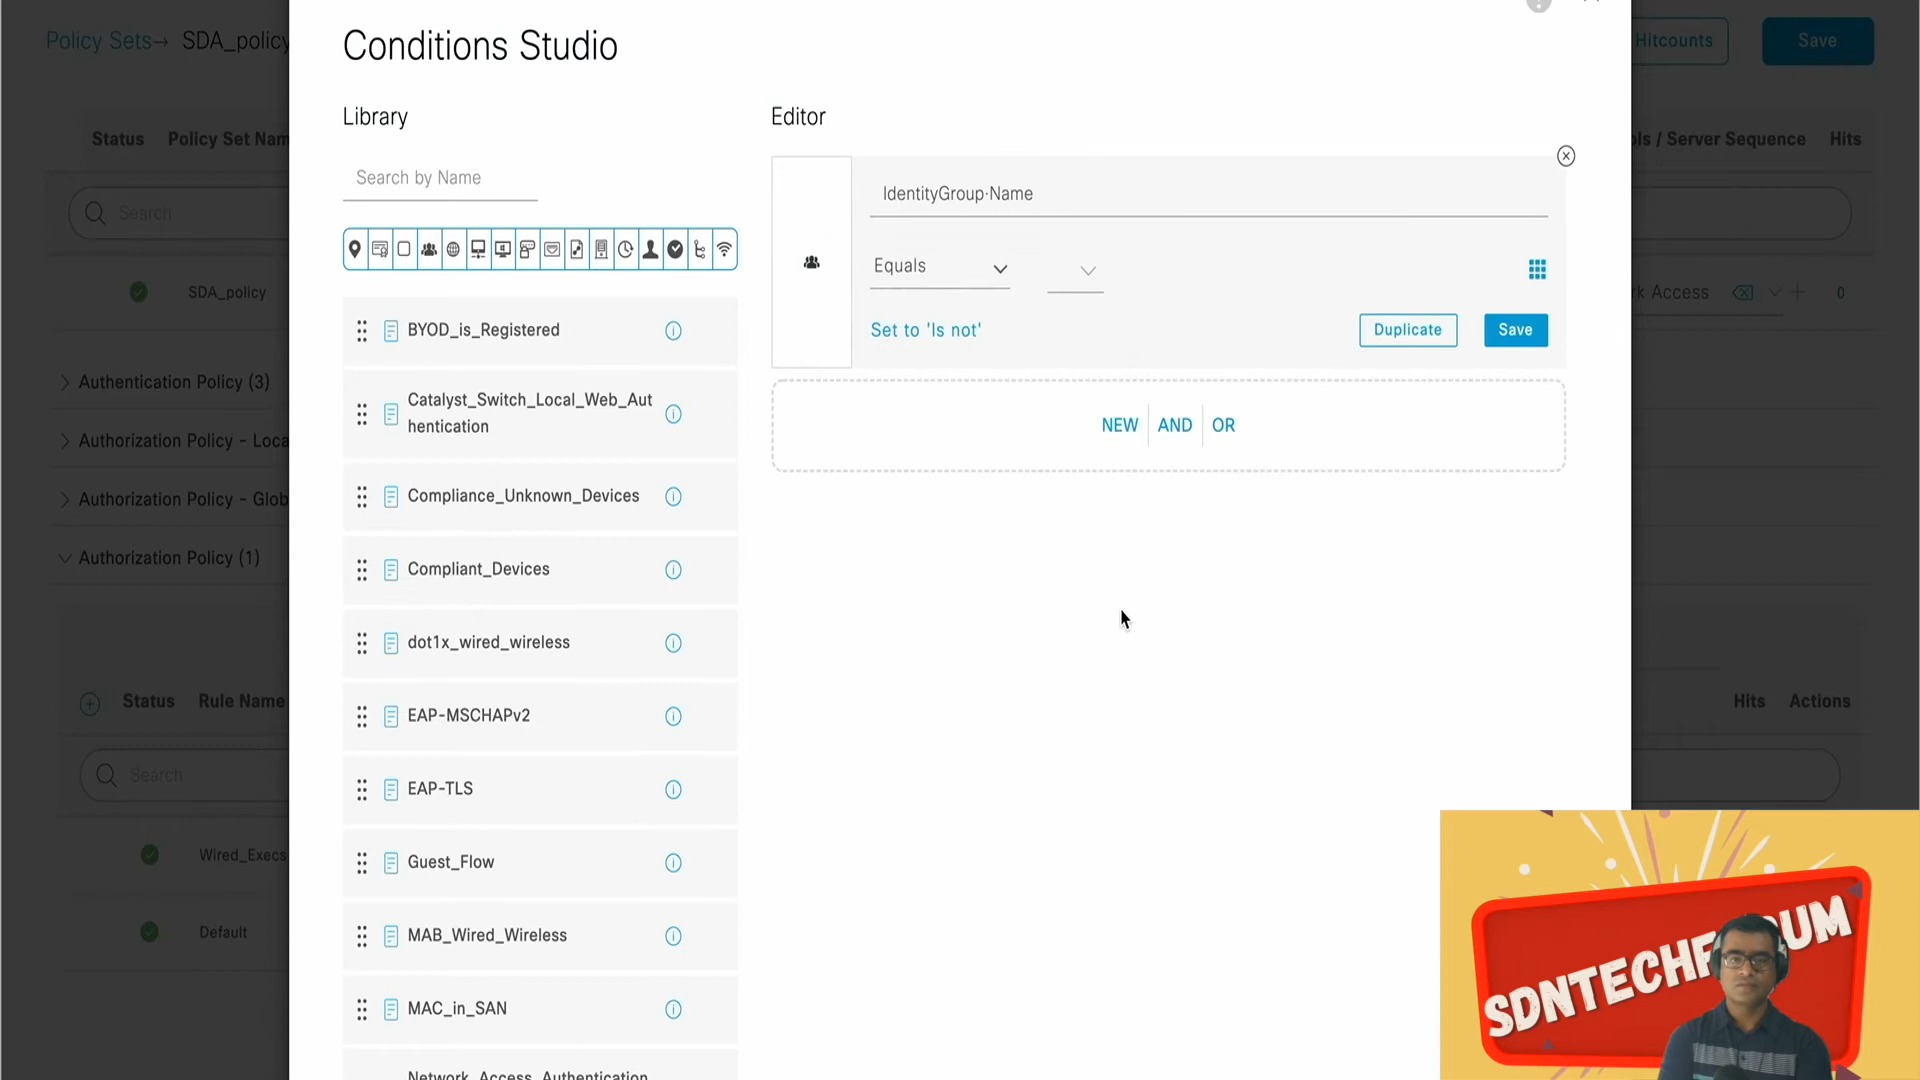 Policy Sets→ SDA_policy
Hitcounts
Save
Conditions Studio
Library
Editor
Status
Policy Set Nam
ols / Server Sequence
Hits
Search by Name
IdentityGroup·Name
Search
Equals
SDA_policy
rk Access
0
BYOD_is_Registered
Set to 'Is not'
Duplicate
Save
Authentication Policy (3)
Catalyst_Switch_Local_Web_Aut
hentication
NEW
AND
OR
Authorization Policy - Loca
Authorization Policy - Glob
Compliance_Unknown_Devices
Authorization Policy (1)
Compliant_Devices
dot1x_wired_wireless
Status
Rule Name
EAP-MSCHAPv2
Hits
Actions
Search
EAP-TLS
Wired_Execs
Guest_Flow
Default
MAB_Wired_Wireless
MAC_in_SAN
Network_Access_Authentication